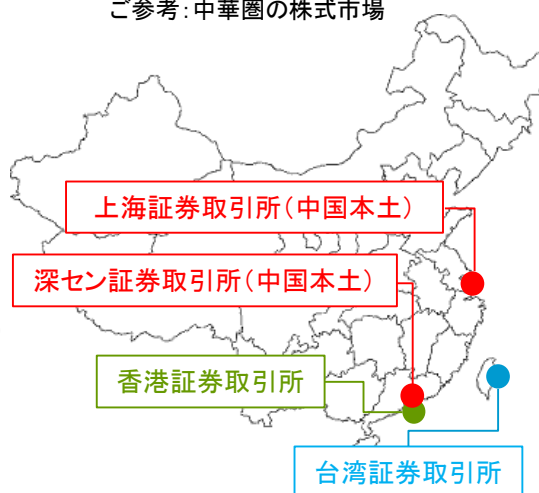 ご参考：中華圏の株式市場
上海証券取引所（中国本土）
深セン証券取引所（中国本土）
香港証券取引所
台湾証券取引所